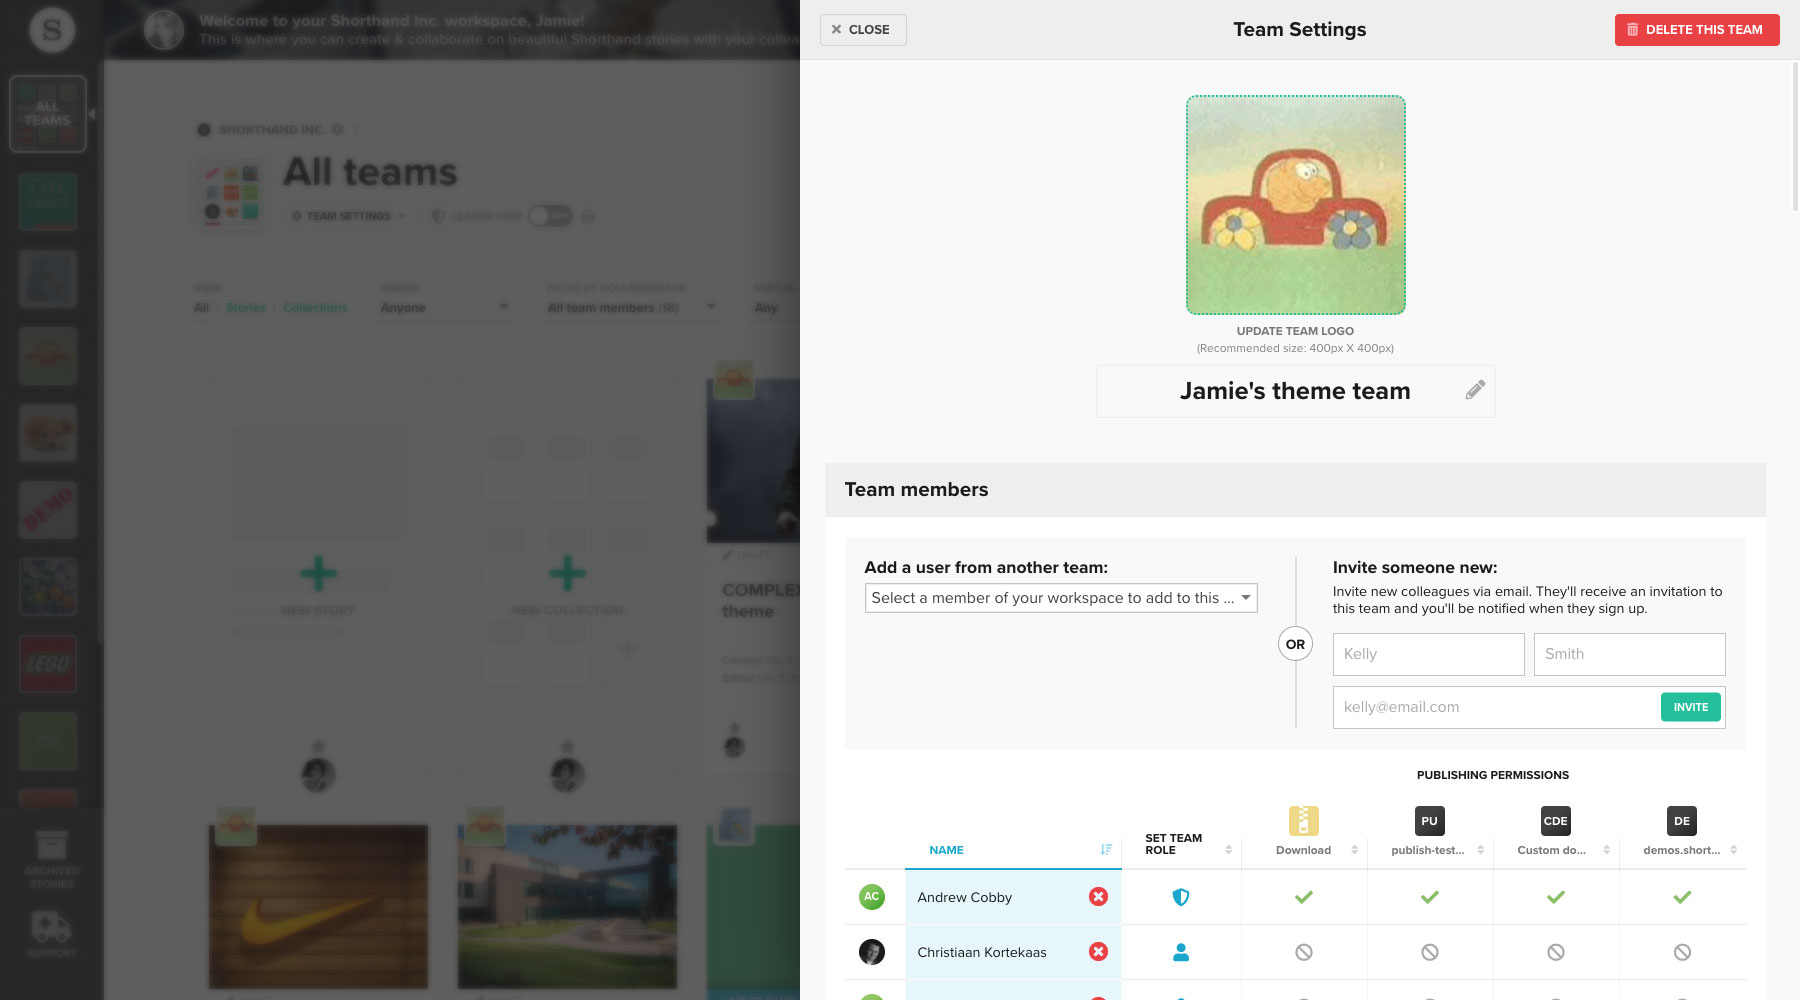 S
Welcome to your Shorthand Inc. workspace, Jamie!
This is where you can create & collaborate on beautiful Shorthand stories with your collea
ALL TEAMS
THE CRAFT
DEMO
LEGO
ES
ARCHIVED STORIES
SUPPORT
SHORTHAND INC. /
All teams
TEAM SETTINGS
LEADER VIEW OFF
VIEW
All | Stories | Collections
OWNER
Anyone
FILTER BY COLLABORATOR
All team members (18)
STATUS
Any
NEW STORY
NEW COLLECTION
DRAFT
COMPLEX
theme
Created Dec
Edited Dec
DRAFT
DRAFT
PUBLISHED
CLOSE
Team Settings
DELETE THIS TEAM
UPDATE TEAM LOGO
(Recommended size: 400px X 400px)
Jamie's theme team
Team members
Add a user from another team:
Select a member of your workspace to add to this ...
OR
Invite someone new:
Invite new colleagues via email. They'll receive an invitation to
this team and you'll be notified when they sign up.
Kelly
Smith
kelly@email.com
INVITE
PUBLISHING PERMISSIONS
PU
CDE
DE
NAME
SET TEAM
ROLE
Download
publish-test...
Custom do...
demos.short...
AC
Andrew Cobby
Christiaan Kortekaas